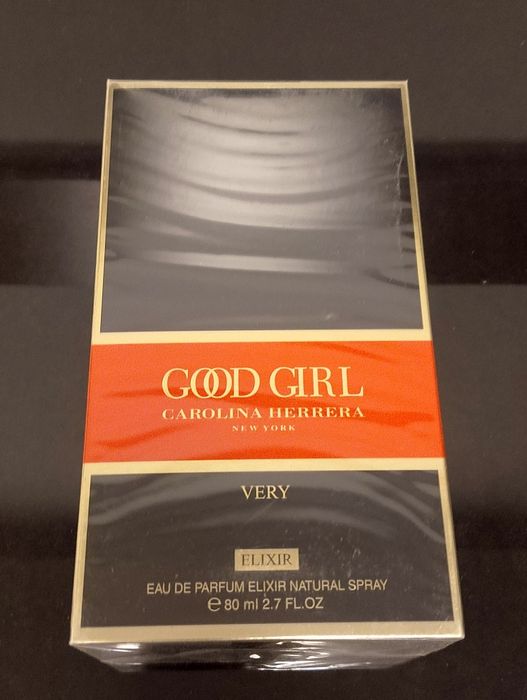 GOOD GIRL
CAROLINA HERRERA
NEW YORK
VERY
ELIXIR
EAU DE PARFUM ELIXIR NATURAL SPRAY
℮ 80 ml 2.7 FL.OZ